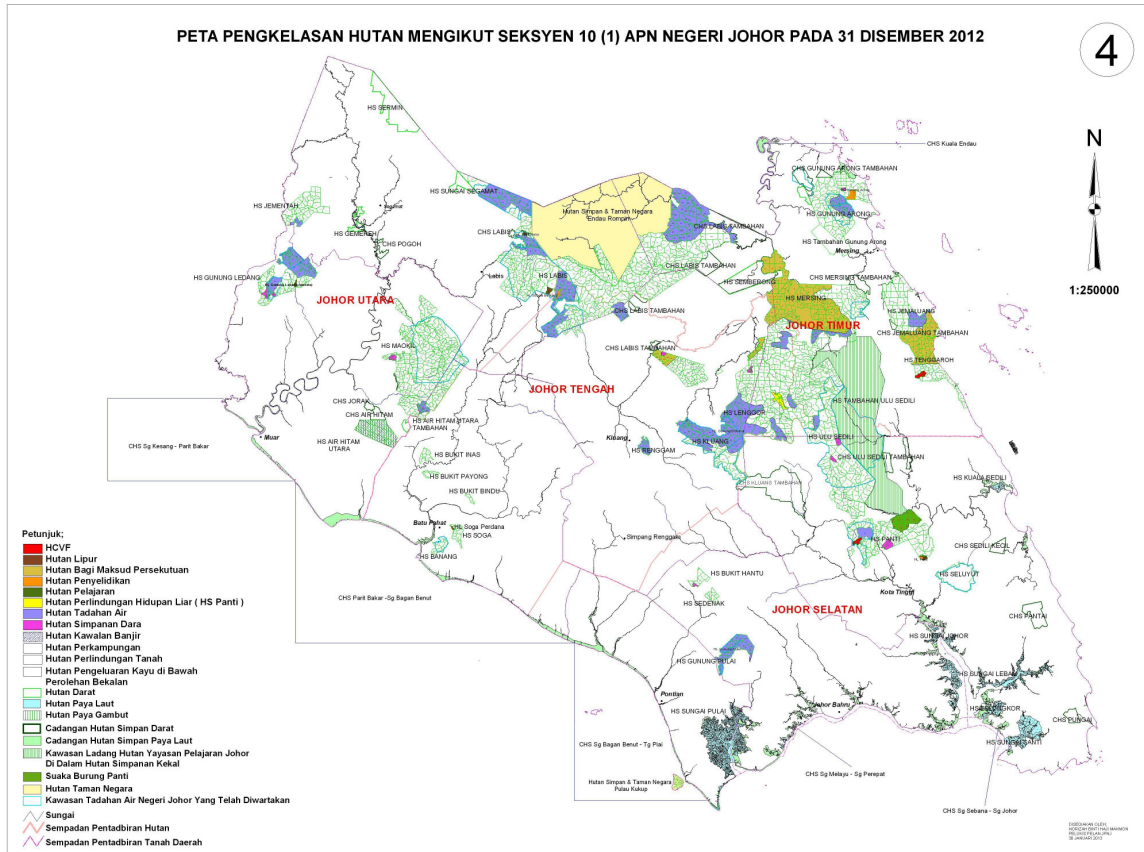 PETA PENGKELASAN HUTAN MENGIKUT SEKSYEN 10 (1) APN NEGERI JOHOR PADA 31 DISEMBER 2012
4
N
1:250000
HS SERMIN
CHS Kuala Endau
CHS GUNUNG ARONG TAMBAHAN
HS SUNGAI SEGAMAT
HS JEMENTAH
Hutan Simpan & Taman Negara
Endau Rompin
HS GUNUNG ARONG
HS GEMEREH
CHS POGOH
CHS LABIS
CHS LABIS TAMBAHAN
HS Tambahan Gunung Arong
Mersing
HS GUNUNG LEDANG
Labis
HS LABIS
HS SEMBERONG
CHS MERSING TAMBAHAN
JOHOR UTARA
HS MERSING
CHS LABIS TAMBAHAN
HS JEMALUANG
JOHOR TIMUR
CHS JEMALUANG TAMBAHAN
HS MAOKIL
CHS LABIS TAMBAHAN
HS TENGGAROH
JOHOR TENGAH
CHS JORAK
HS TAMBAHAN ULU SEDILI
CHS AIR HITAM
HS LENGGOR
HS AIR HITAM UTARA
TAMBAHAN
CHS Sg Kesang - Parit Bakar
Muar
HS AIR HITAM
UTARA
Kluang
HS KLUANG
HS ULU SEDILI
HS RENGGAM
HS BUKIT INAS
CHS ULU SEDILI TAMBAHAN
HS BUKIT PAYONG
CHS KLUANG TAMBAHAN
HS KUALA SEDILI
HS BUKIT BINDU
Batu Pahat
HL Soga Perdana
HS SOGA
Simpang Renggam
HS PANTI
HS BANANG
CHS SEDILI KECIL
HS BUKIT HANTU
HS SELUYUT
Kota Tinggi
CHS Parit Bakar -Sg Bagan Benut
HS SEDENAK
JOHOR SELATAN
CHS PANTAI
HS SUNGAI JOHOR
HS GUNUNG PULAI
Pontian
Johor Bahru
HS SUNGAI PULAI
CHS PUNGAI
HS SUNGAI SANTI
CHS Sg Bagan Benut - Tg Piai
CHS Sg Melayu - Sg Perepat
Hutan Simpan & Taman Negara
Pulau Kukup
CHS Sg Sebana - Sg Johor
Petunjuk;
HCVF
Hutan Lipur
Hutan Bagi Maksud Persekutuan
Hutan Penyelidikan
Hutan Pelajaran
Hutan Perlindungan Hidupan Liar ( HS Panti )
Hutan Tadahan Air
Hutan Simpanan Dara
Hutan Kawalan Banjir
Hutan Perkampungan
Hutan Perlindungan Tanah
Hutan Pengeluaran Kayu di Bawah
Perolehan Bekalan
Hutan Darat
Hutan Paya Laut
Hutan Paya Gambut
Cadangan Hutan Simpan Darat
Cadangan Hutan Simpan Paya Laut
Kawasan Ladang Hutan Yayasan Pelajaran Johor
Di Dalam Hutan Simpanan Kekal
Suaka Burung Panti
Hutan Taman Negara
Kawasan Tadahan Air Negeri Johor Yang Telah Diwartakan
Sungai
Sempadan Pentadbiran Hutan
Sempadan Pentadbiran Tanah Daerah